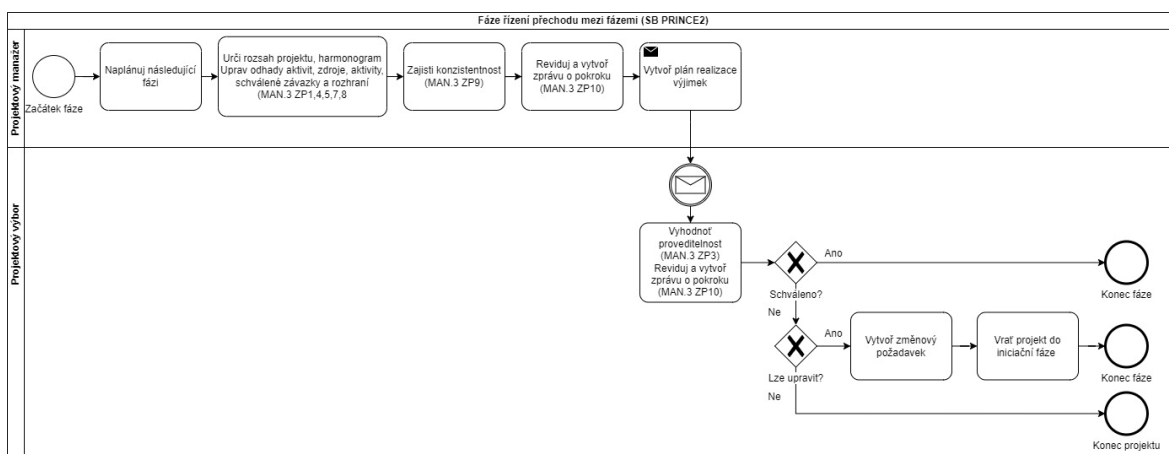 Fáze řízení přechodu mezi fázemi (SB PRINCE2)
Projektový manažer
Začátek fáze
Naplánuj následující
fázi
Urči rozsah projektu, harmonogram
Uprav odhady aktivit, zdroje, aktivity,
schválené závazky a rozhraní
(MAN.3 ZP1,4,5,7,8
Zajisti konzistentnost
(MAN.3 ZP9)
Reviduj a vytvoř
zprávu o pokroku
(MAN.3 ZP10)
Vytvoř plán realizace
výjimek
Projektový výbor
Vyhodnoť
proveditelnost
(MAN.3 ZP3)
Reviduj a vytvoř
zprávu o pokroku
(MAN.3 ZP10)
Schváleno?
Ano
Konec fáze
Ne
Lze upravit?
Ano
Vytvoř změnový
požadavek
Vrať projekt do
iniciační fáze
Konec fáze
Ne
Konec projektu